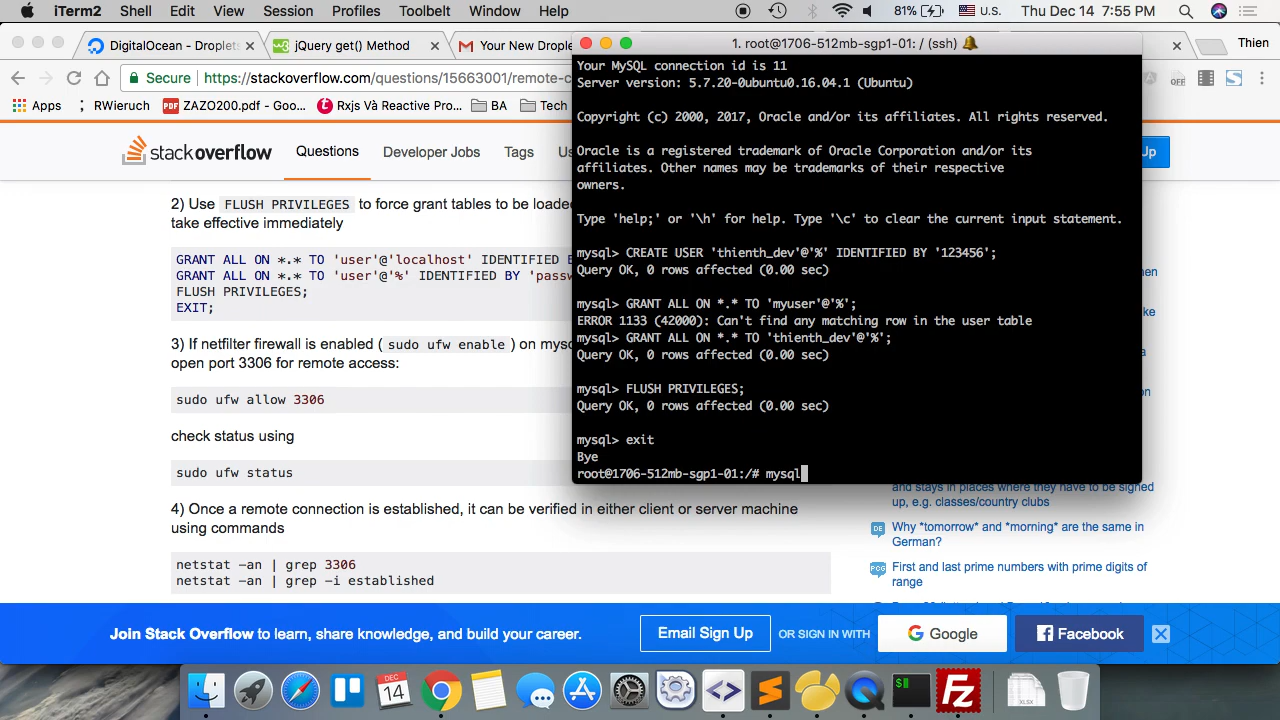 iTerm2 Shell Edit View Session Profiles Toolbelt Window Help 81% U.S. Thu Dec 14 7:55 PM
DigitalOcean - Droplets jQuery get() Method Your New Drople Thien
Secure https://stackoverflow.com/questions/15663001/remote-c OFF
Apps RWieruch ZAZO200.pdf - Goo... Rxjs Và Reactive Pro... BA Tech
stackoverflow Questions Developer Jobs Tags Us Up
2) Use FLUSH PRIVILEGES to force grant tables to be loade
take effective immediately
GRANT ALL ON *.* TO 'user'@'localhost' IDENTIFIED B
GRANT ALL ON *.* TO 'user'@'%' IDENTIFIED BY 'passw
FLUSH PRIVILEGES;
EXIT;
3) If netfilter firewall is enabled ( sudo ufw enable ) on mysq
open port 3306 for remote access:
sudo ufw allow 3306
check status using
sudo ufw status
4) Once a remote connection is established, it can be verified in either client or server machine
using commands
netstat -an | grep 3306
netstat -an | grep -i established
1. root@1706-512mb-sgp1-01: / (ssh)
Your MySQL connection id is 11
Server version: 5.7.20-0ubuntu0.16.04.1 (Ubuntu)
Copyright (c) 2000, 2017, Oracle and/or its affiliates. All rights reserved.
Oracle is a registered trademark of Oracle Corporation and/or its
affiliates. Other names may be trademarks of their respective
owners.
Type 'help;' or '\h' for help. Type '\c' to clear the current input statement.
mysql> CREATE USER 'thienth_dev'@'%' IDENTIFIED BY '123456';
Query OK, 0 rows affected (0.00 sec)
mysql> GRANT ALL ON *.* TO 'myuser'@'%';
ERROR 1133 (42000): Can't find any matching row in the user table
mysql> GRANT ALL ON *.* TO 'thienth_dev'@'%';
Query OK, 0 rows affected (0.00 sec)
mysql> FLUSH PRIVILEGES;
Query OK, 0 rows affected (0.00 sec)
mysql> exit
Bye
root@1706-512mb-sgp1-01:/# mysql
and stays in places where they have to be signed
up, e.g. classes/country clubs
DE Why *tomorrow* and *morning* are the same in
German?
PCG First and last prime numbers with prime digits of
range
Join Stack Overflow to learn, share knowledge, and build your career. Email Sign Up OR SIGN IN WITH Google Facebook
DEC
14
$
Fz
XLSX